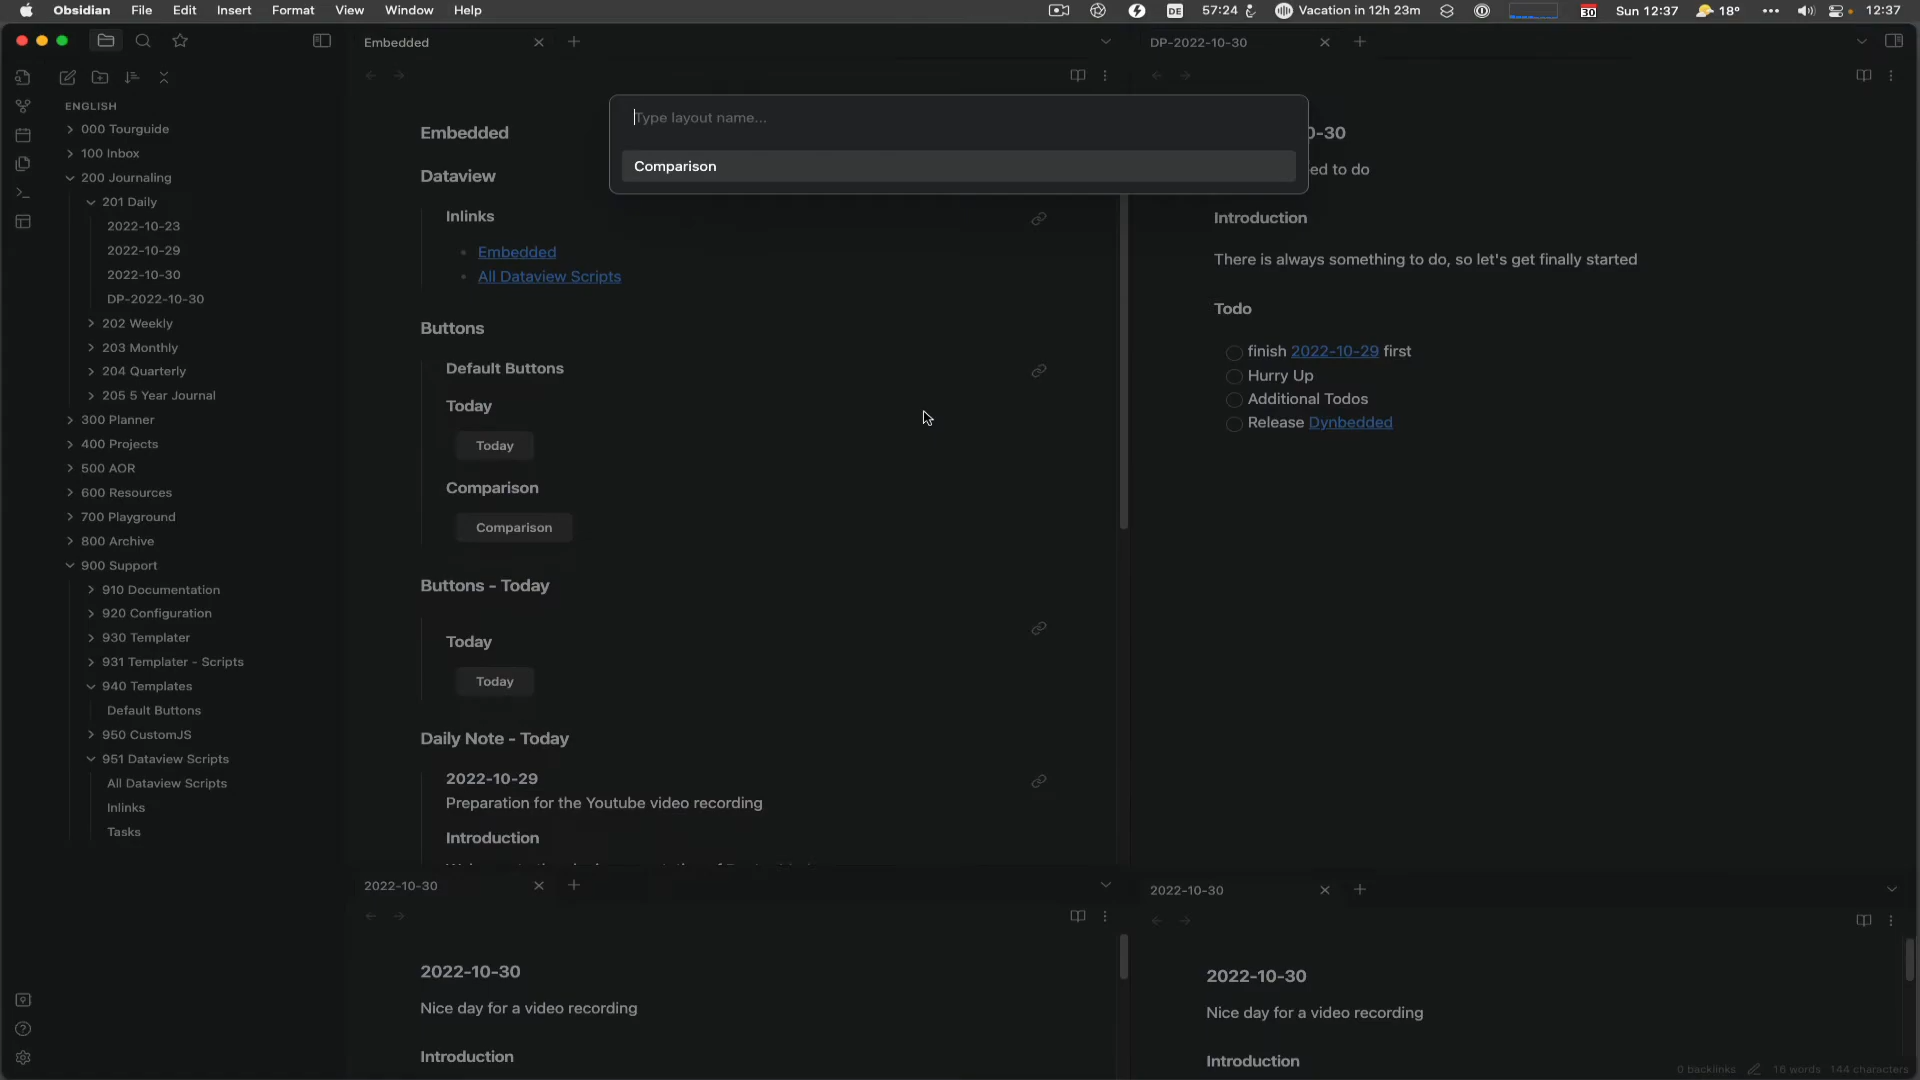 Obsidian File Edit Insert Format View Window Help
DE 57:24 Vacation in 12h 23m 30 Sun 12:37 18° 12:37
ENGLISH
000 Tourguide
100 Inbox
200 Journaling
201 Daily
2022-10-23
2022-10-29
2022-10-30
DP-2022-10-30
202 Weekly
203 Monthly
204 Quarterly
205 5 Year Journal
300 Planner
400 Projects
500 AOR
600 Resources
700 Playground
800 Archive
900 Support
910 Documentation
920 Configuration
930 Templater
931 Templater - Scripts
940 Templates
Default Buttons
950 CustomJS
951 Dataview Scripts
All Dataview Scripts
Inlinks
Tasks
Embedded
Type layout name...
Comparison
Embedded
Dataview
Inlinks
Embedded
All Dataview Scripts
Buttons
Default Buttons
Today
Today
Comparison
Comparison
Buttons - Today
Today
Today
Daily Note - Today
2022-10-29
Preparation for the Youtube video recording
Introduction
DP-2022-10-30
0-30
ed to do
Introduction
There is always something to do, so let's get finally started
Todo
finish 2022-10-29 first
Hurry Up
Additional Todos
Release Dynbedded
2022-10-30
2022-10-30
Nice day for a video recording
Introduction
2022-10-30
2022-10-30
Nice day for a video recording
Introduction
0 backlinks 16 words 144 characters